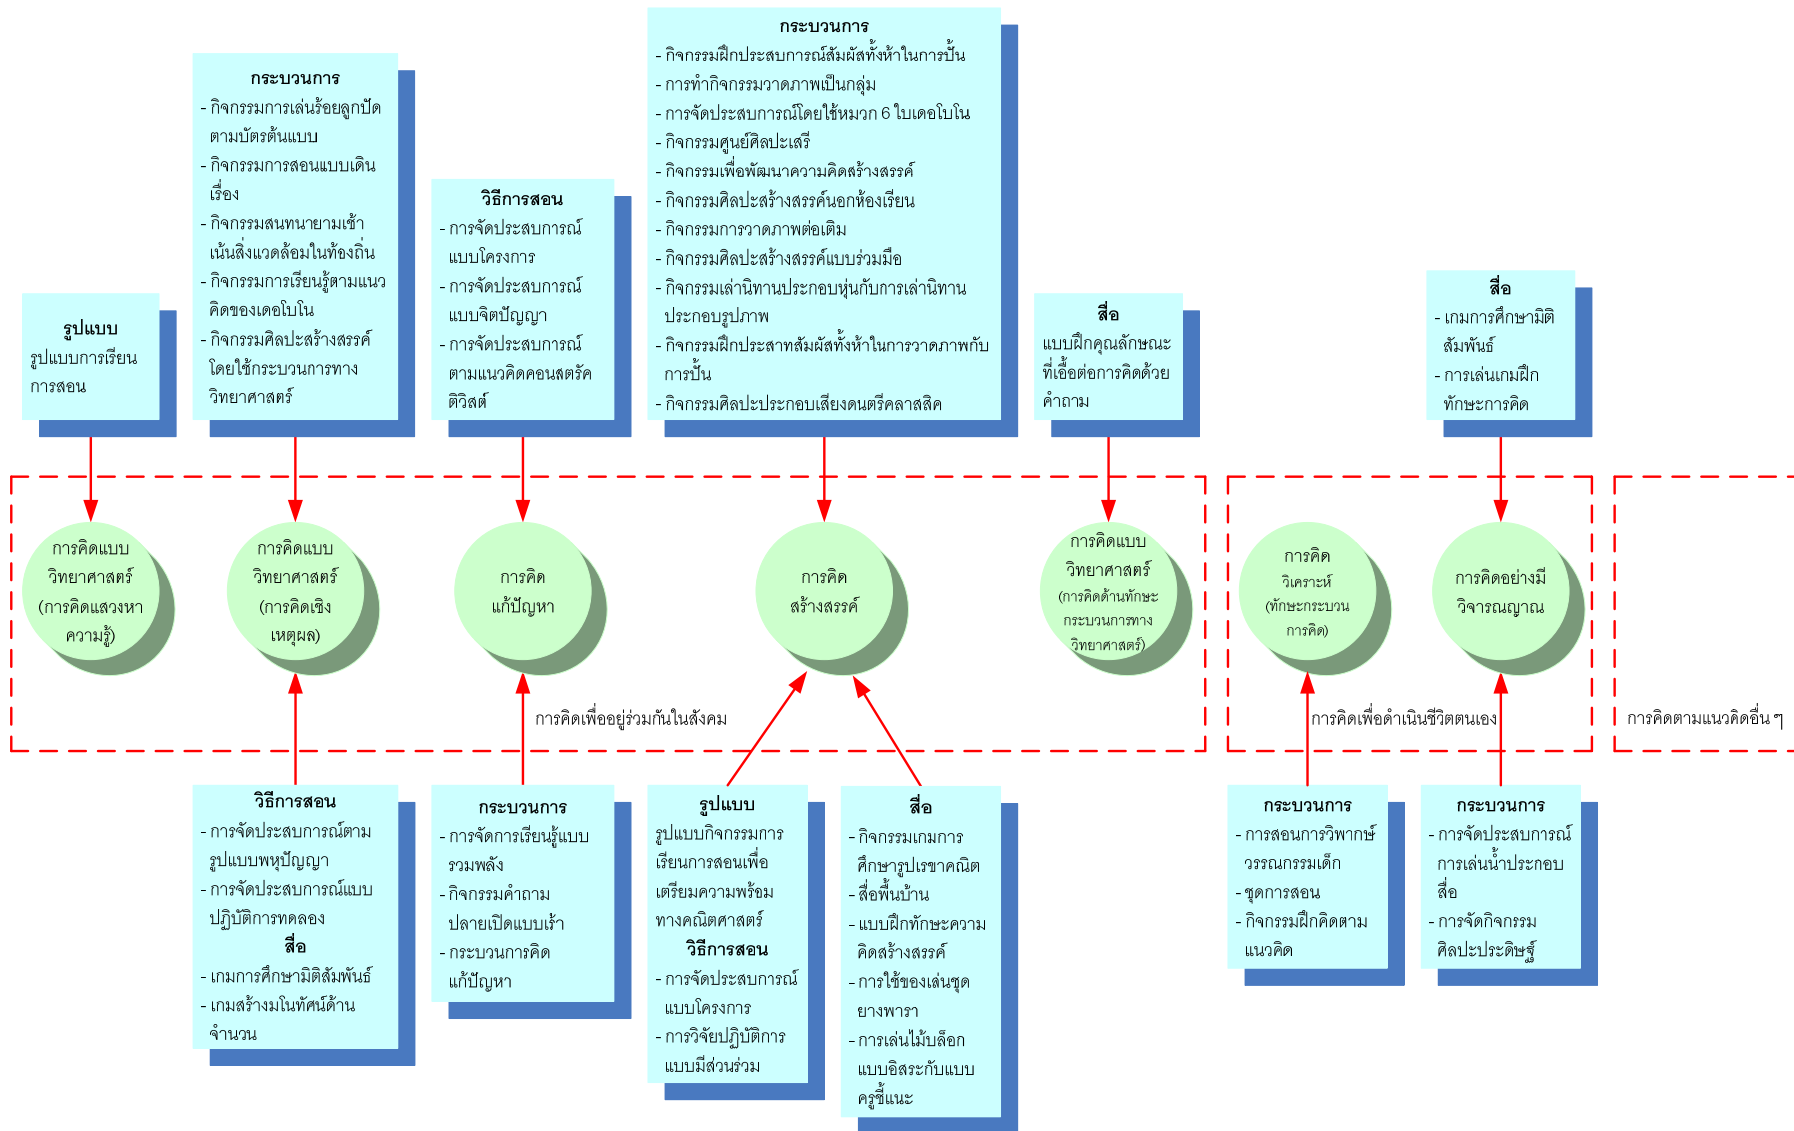 รูปแบบ
รูปแบบการเรียน
การสอน
กระบวนการ
- กิจกรรมการเล่นร้อยลูกปัด
ตามบัตรต้นแบบ
- กิจกรรมการสอนแบบเดิน
เรื่อง
- กิจกรรมสนทนายามเช้า
เน้นสิ่งแวดล้อมในท้องถิ่น
- กิจกรรมการเรียนรู้ตามแนว
คิดของเดอโบโน
- กิจกรรมศิลปะสร้างสรรค์
โดยใช้กระบวนการทาง
วิทยาศาสตร์
วิธีการสอน
- การจัดประสบการณ์
แบบโครงการ
- การจัดประสบการณ์
แบบจิตปัญญา
- การจัดประสบการณ์
ตามแนวคิดคอนสตรัค
ติวิสต์
กระบวนการ
- กิจกรรมฝึกประสบการณ์สัมผัสทั้งห้าในการปั้น
- การทำกิจกรรมวาดภาพเป็นกลุ่ม
- การจัดประสบการณ์โดยใช้หมวก 6 ใบเดอโบโน
- กิจกรรมศูนย์ศิลปะเสรี
- กิจกรรมเพื่อพัฒนาความคิดสร้างสรรค์
- กิจกรรมศิลปะสร้างสรรค์นอกห้องเรียน
- กิจกรรมการวาดภาพต่อเติม
- กิจกรรมศิลปะสร้างสรรค์แบบร่วมมือ
- กิจกรรมเล่านิทานประกอบหุ่นกับการเล่านิทาน
ประกอบรูปภาพ
- กิจกรรมฝึกประสาทสัมผัสทั้งห้าในการวาดภาพกับ
การปั้น
- กิจกรรมศิลปะประกอบเสียงดนตรีคลาสสิค
สื่อ
แบบฝึกคุณลักษณะ
ที่เอื้อต่อการคิดด้วย
คำถาม
สื่อ
- เกมการศึกษามิติ
สัมพันธ์
- การเล่นเกมฝึก
ทักษะการคิด
การคิดแบบ
วิทยาศาสตร์
(การคิดแสวงหา
ความรู้)
การคิดแบบ
วิทยาศาสตร์
(การคิดเชิง
เหตุผล)
การคิด
แก้ปัญหา
การคิด
สร้างสรรค์
การคิดแบบ
วิทยาศาสตร์
(การคิดด้านทักษะ
กระบวนการทาง
วิทยาศาสตร์)
การคิด
วิเคราะห์
(ทักษะกระบวน
การคิด)
การคิดอย่างมี
วิจารณญาณ
การคิดเพื่ออยู่ร่วมกันในสังคม
การคิดเพื่อดำเนินชีวิตตนเอง
การคิดตามแนวคิดอื่น ๆ
วิธีการสอน
- การจัดประสบการณ์ตาม
รูปแบบพหุปัญญา
- การจัดประสบการณ์แบบ
ปฏิบัติการทดลอง
สื่อ
- เกมการศึกษามิติสัมพันธ์
- เกมสร้างมโนทัศน์ด้าน
จำนวน
กระบวนการ
- การจัดการเรียนรู้แบบ
รวมพลัง
- กิจกรรมคำถาม
ปลายเปิดแบบเร้า
- กระบวนการคิด
แก้ปัญหา
รูปแบบ
รูปแบบกิจกรรมการ
เรียนการสอนเพื่อ
เตรียมความพร้อม
ทางคณิตศาสตร์
วิธีการสอน
- การจัดประสบการณ์
แบบโครงการ
- การวิจัยปฏิบัติการ
แบบมีส่วนร่วม
สื่อ
- กิจกรรมเกมการ
ศึกษารูปเรขาคณิต
- สื่อพื้นบ้าน
- แบบฝึกทักษะความ
คิดสร้างสรรค์
- การใช้ของเล่นชุด
ยางพารา
- การเล่นไม้บล็อก
แบบอิสระกับแบบ
ครูชี้แนะ
กระบวนการ
- การสอนการวิพากษ์
วรรณกรรมเด็ก
- ชุดการสอน
- กิจกรรมฝึกคิดตาม
แนวคิด
กระบวนการ
- การจัดประสบการณ์
การเล่นน้ำประกอบ
สื่อ
- การจัดกิจกรรม
ศิลปะประดิษฐ์